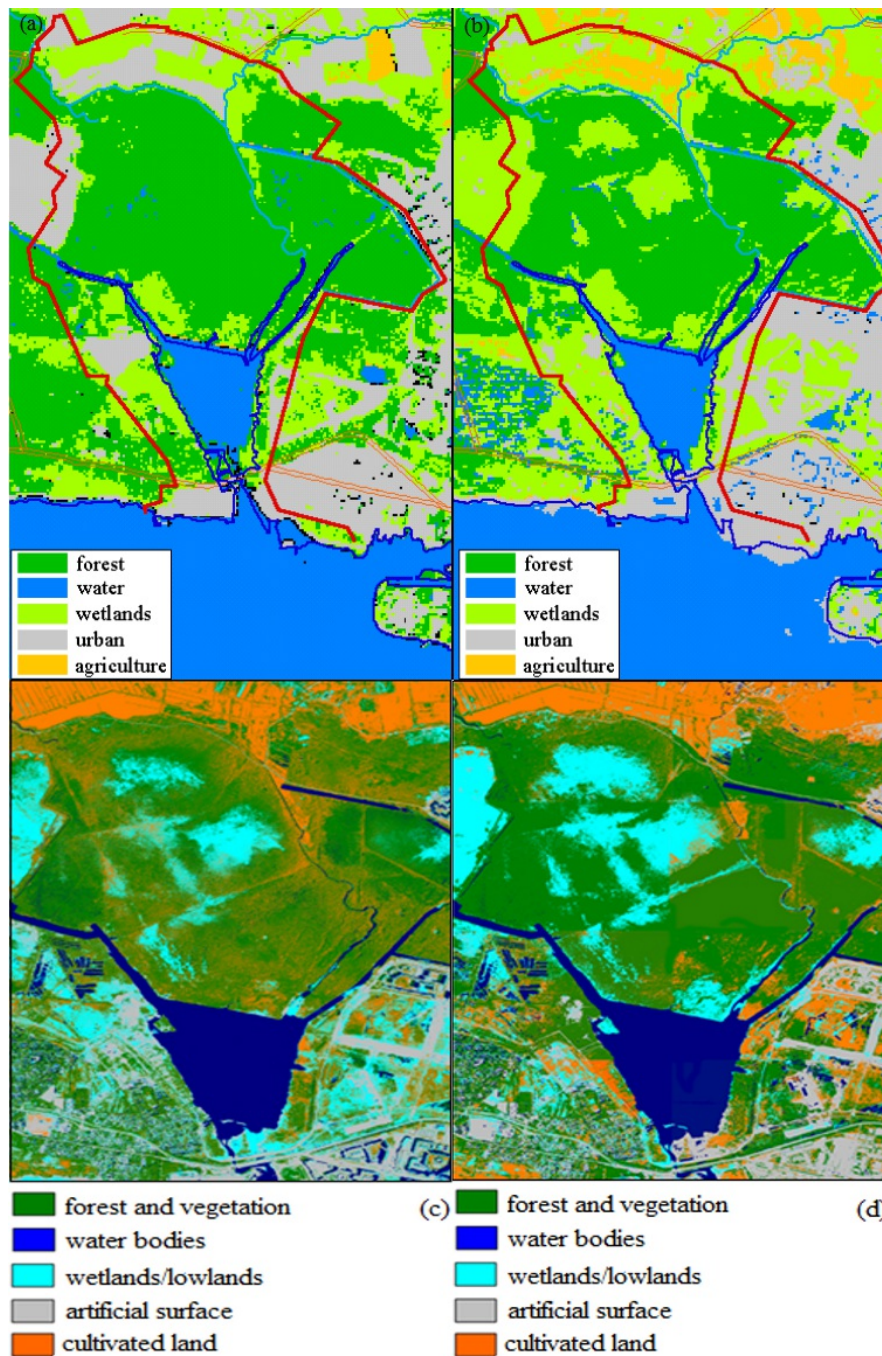 (a)
(b)
forest
water
wetlands
urban
agriculture
forest
water
wetlands
urban
agriculture
forest and vegetation
(c)
water bodies
wetlands/lowlands
artificial surface
cultivated land
forest and vegetation
(d)
water bodies
wetlands/lowlands
artificial surface
cultivated land